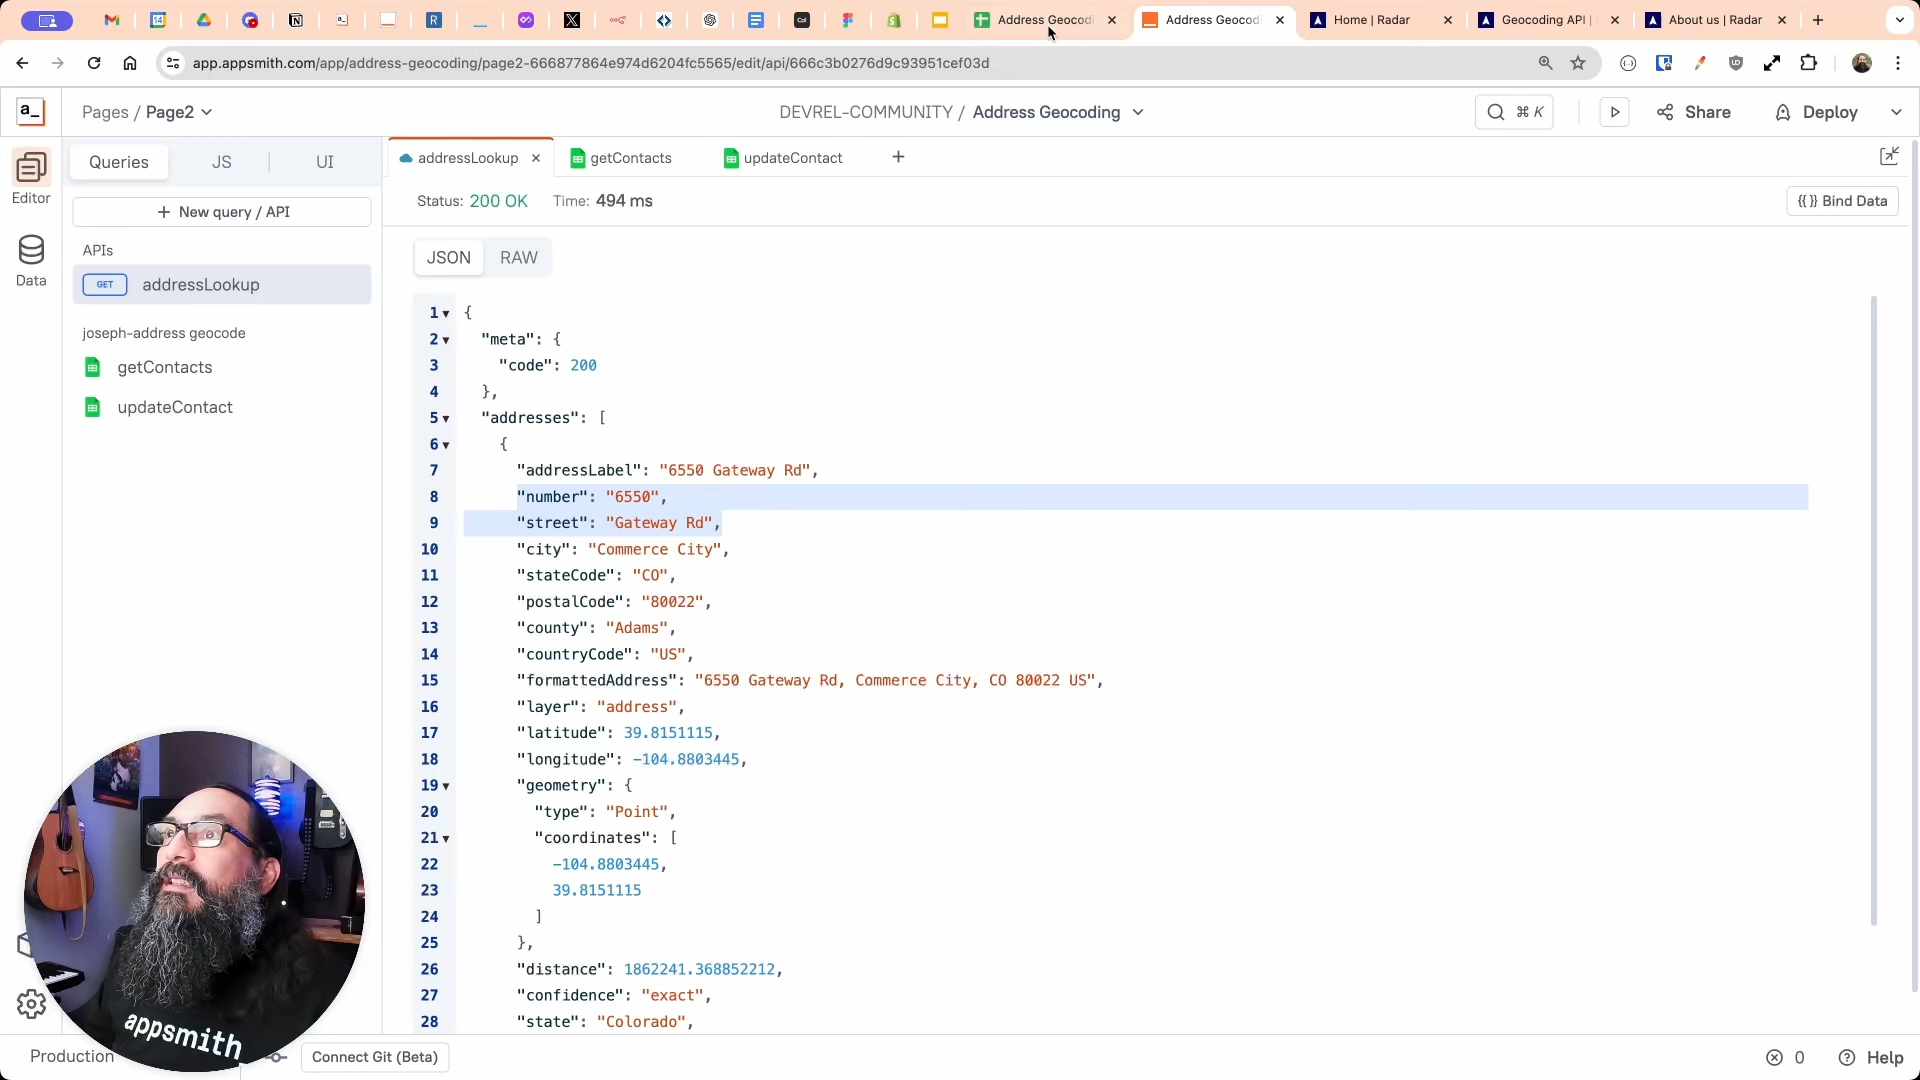 Address Geocodi
Address Geocodi
Home | Radar
Geocoding API |
About us | Radar
app.appsmith.com/app/address-geocoding/page2-666877864e974d6204fc5565/edit/api/666c3b0276d9c93951cef03d
a_
Pages / Page2
DEVREL-COMMUNITY / Address Geocoding
⌘ K
Share
Deploy
Editor
Data
Queries
JS
UI
+ New query / API
APIs
GET addressLookup
joseph-address geocode
getContacts
updateContact
addressLookup
getContacts
updateContact
Status: 200 OK
Time: 494 ms
{{ }} Bind Data
JSON
RAW
1 {
2 "meta": {
3 "code": 200
4 },
5 "addresses": [
6 {
7 "addressLabel": "6550 Gateway Rd",
8 "number": "6550",
9 "street": "Gateway Rd",
10 "city": "Commerce City",
11 "stateCode": "CO",
12 "postalCode": "80022",
13 "county": "Adams",
14 "countryCode": "US",
15 "formattedAddress": "6550 Gateway Rd, Commerce City, CO 80022 US",
16 "layer": "address",
17 "latitude": 39.8151115,
18 "longitude": -104.8803445,
19 "geometry": {
20 "type": "Point",
21 "coordinates": [
22 -104.8803445,
23 39.8151115
24 ]
25 },
26 "distance": 1862241.368852212,
27 "confidence": "exact",
28 "state": "Colorado",
appsmith
Production
Connect Git (Beta)
0
Help